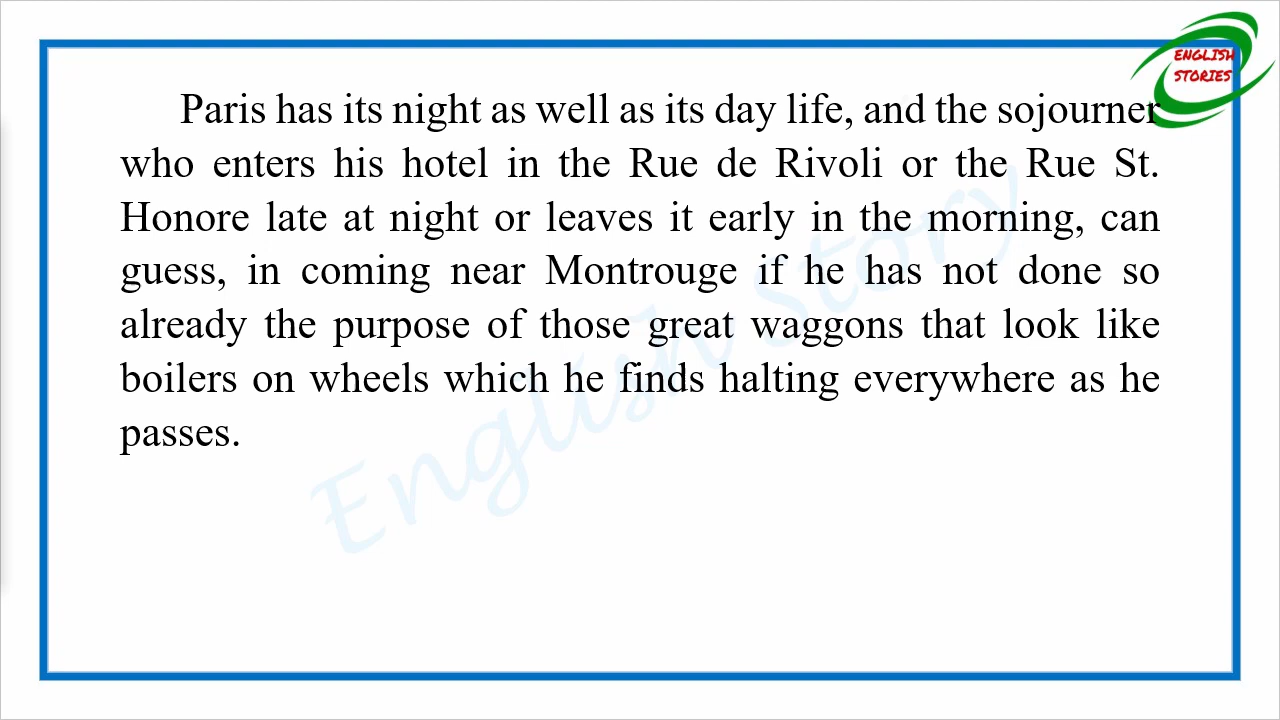 ENGLISH
STORIES
Paris has its night as well as its day life, and the sojourner
who enters his hotel in the Rue de Rivoli or the Rue St.
Honore late at night or leaves it early in the morning, can
guess, in coming near Montrouge if he has not done so
already the purpose of those great waggons that look like
boilers on wheels which he finds halting everywhere as he
passes.
English Story